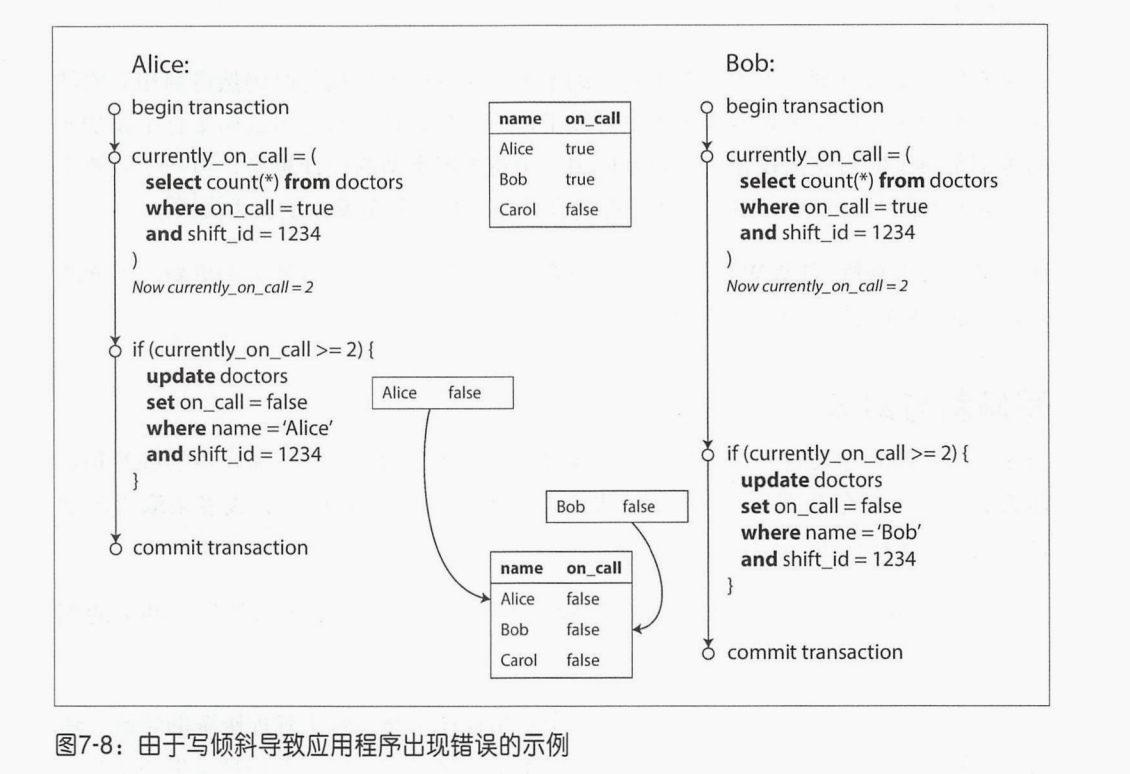 Alice:
begin transaction
currently_on_call = (
select count(*) from doctors
where on_call = true
and shift_id = 1234
)
Now currently_on_call = 2
if (currently_on_call >= 2) {
update doctors
set on_call = false
where name = ‘Alice’
and shift_id = 1234
}
commit transaction
name on_call
Alice true
Bob true
Carol false
Alice false
Bob false
name on_call
Alice false
Bob false
Carol false
Bob:
begin transaction
currently_on_call = (
select count(*) from doctors
where on_call = true
and shift_id = 1234
)
Now currently_on_call = 2
if (currently_on_call >= 2) {
update doctors
set on_call = false
where name = ‘Bob’
and shift_id = 1234
}
commit transaction
图7-8：由于写倾斜导致应用程序出现错误的示例